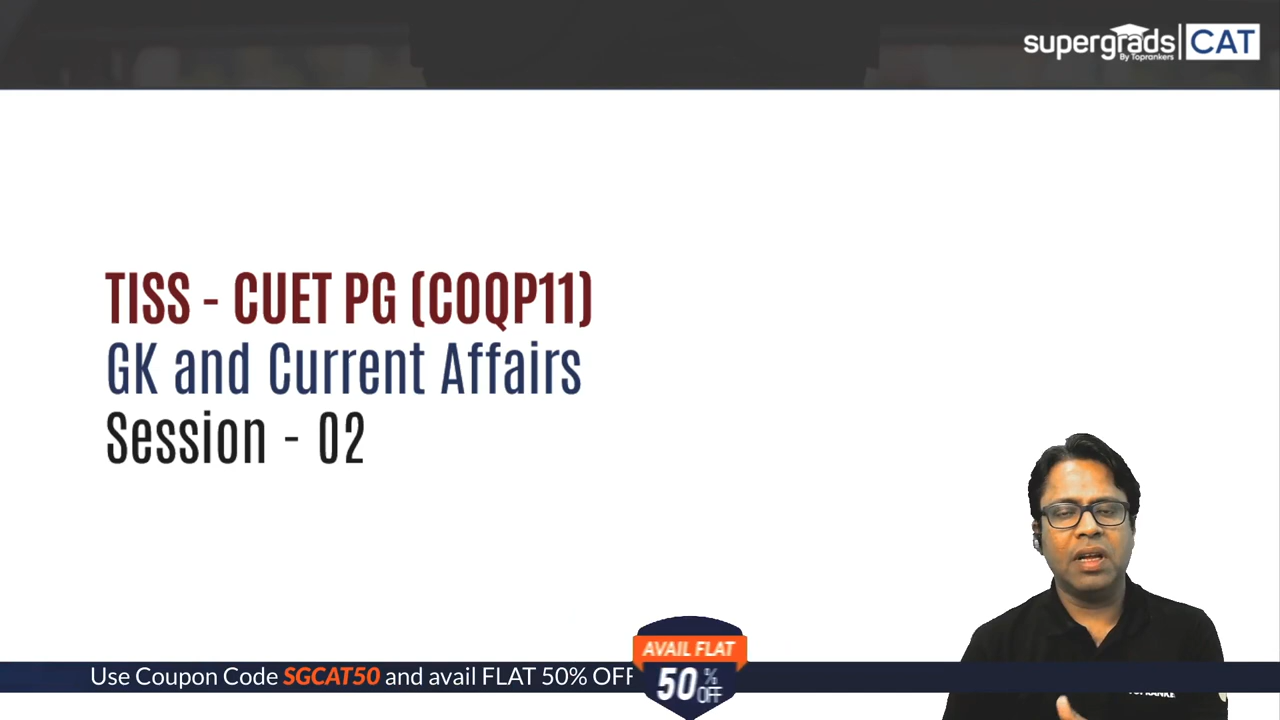 supergrads CAT
By Toprankers
TISS - CUET PG (COQP11)
GK and Current Affairs
Session - 02
AVAIL FLAT
50 % OFF
Use Coupon Code SGCAT50 and avail FLAT 50% OFF